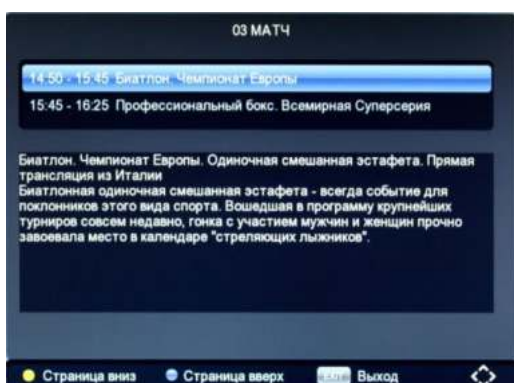 03 МАТЧ
14:50 - 15:45 Биатлон. Чемпионат Европы
15:45 - 16:25 Профессиональный бокс. Всемирная Суперсерия
Биатлон. Чемпионат Европы. Одиночная смешанная эстафета. Прямая
трансляция из Италии
Биатлонная одиночная смешанная эстафета - всегда событие для
поклонников этого вида спорта. Вошедшая в программу крупнейших
турниров совсем недавно, гонка с участием мужчин и женщин прочно
завоевала место в календаре "стреляющих лыжников".
Страница вниз Страница вверх EXIT Выход